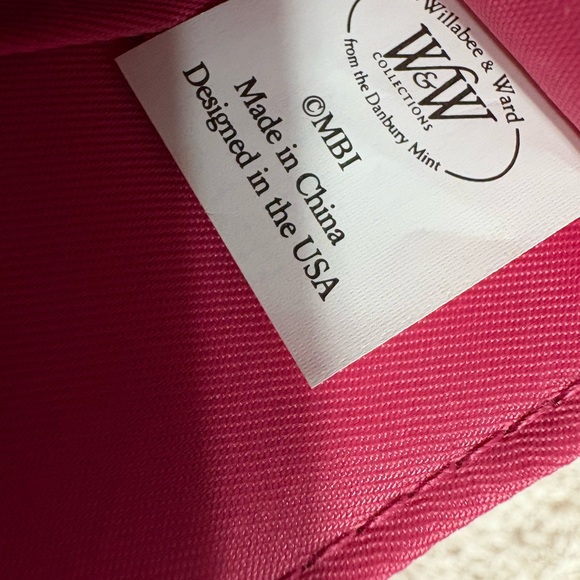 Willabee & Ward
W&W
COLLECTIONS
from the Danbury Mint
©MBI
Made in China
Designed in the USA